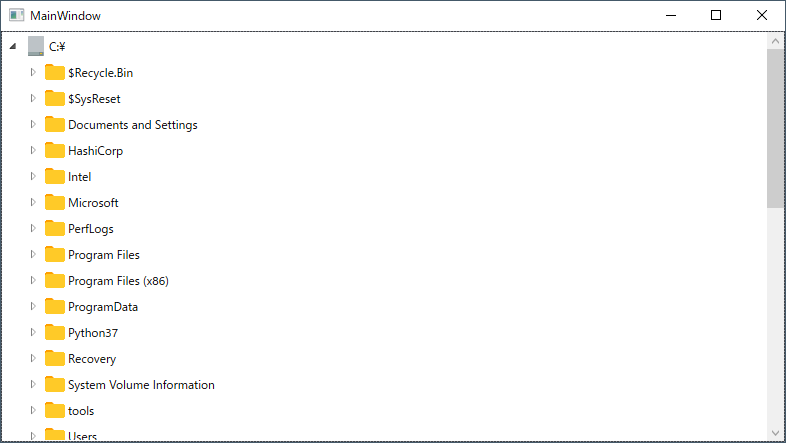 MainWindow
C:¥
$Recycle.Bin
$SysReset
Documents and Settings
HashiCorp
Intel
Microsoft
PerfLogs
Program Files
Program Files (x86)
ProgramData
Python37
Recovery
System Volume Information
tools
Users